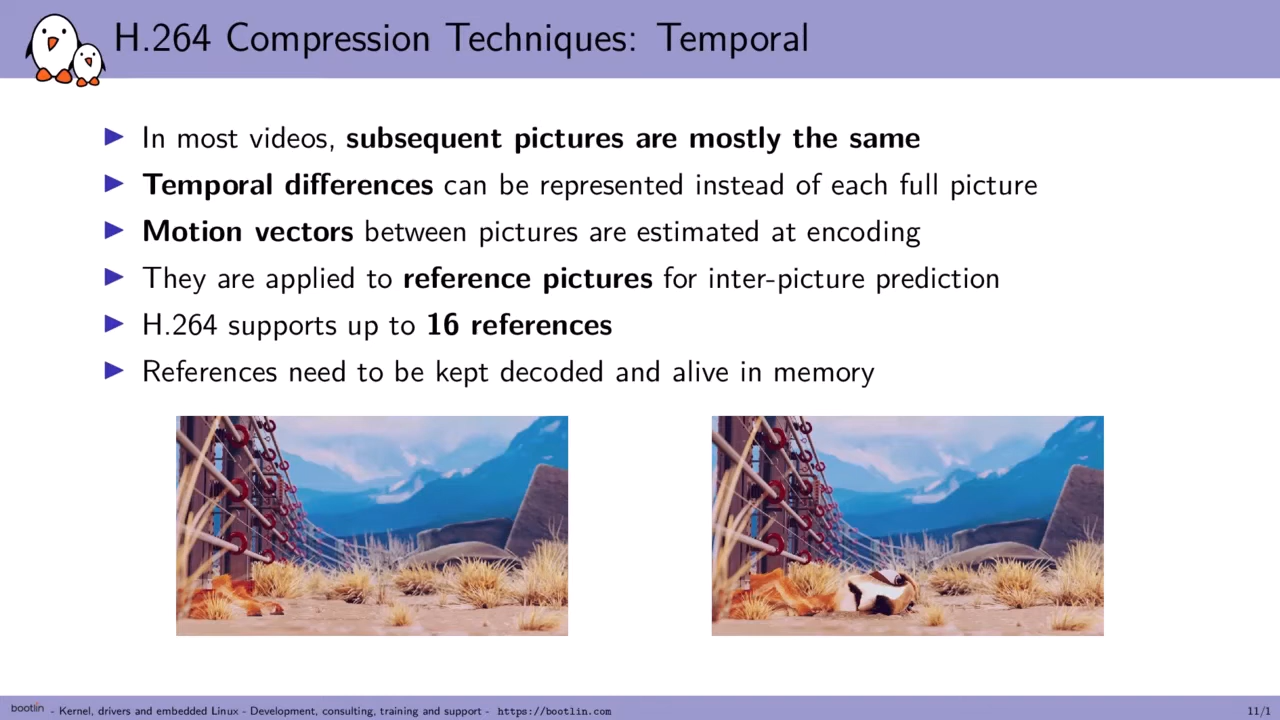 H.264 Compression Techniques: Temporal
In most videos, subsequent pictures are mostly the same
Temporal differences can be represented instead of each full picture
Motion vectors between pictures are estimated at encoding
They are applied to reference pictures for inter-picture prediction
H.264 supports up to 16 references
References need to be kept decoded and alive in memory
bootlin - Kernel, drivers and embedded Linux - Development, consulting, training and support - https://bootlin.com 11/1